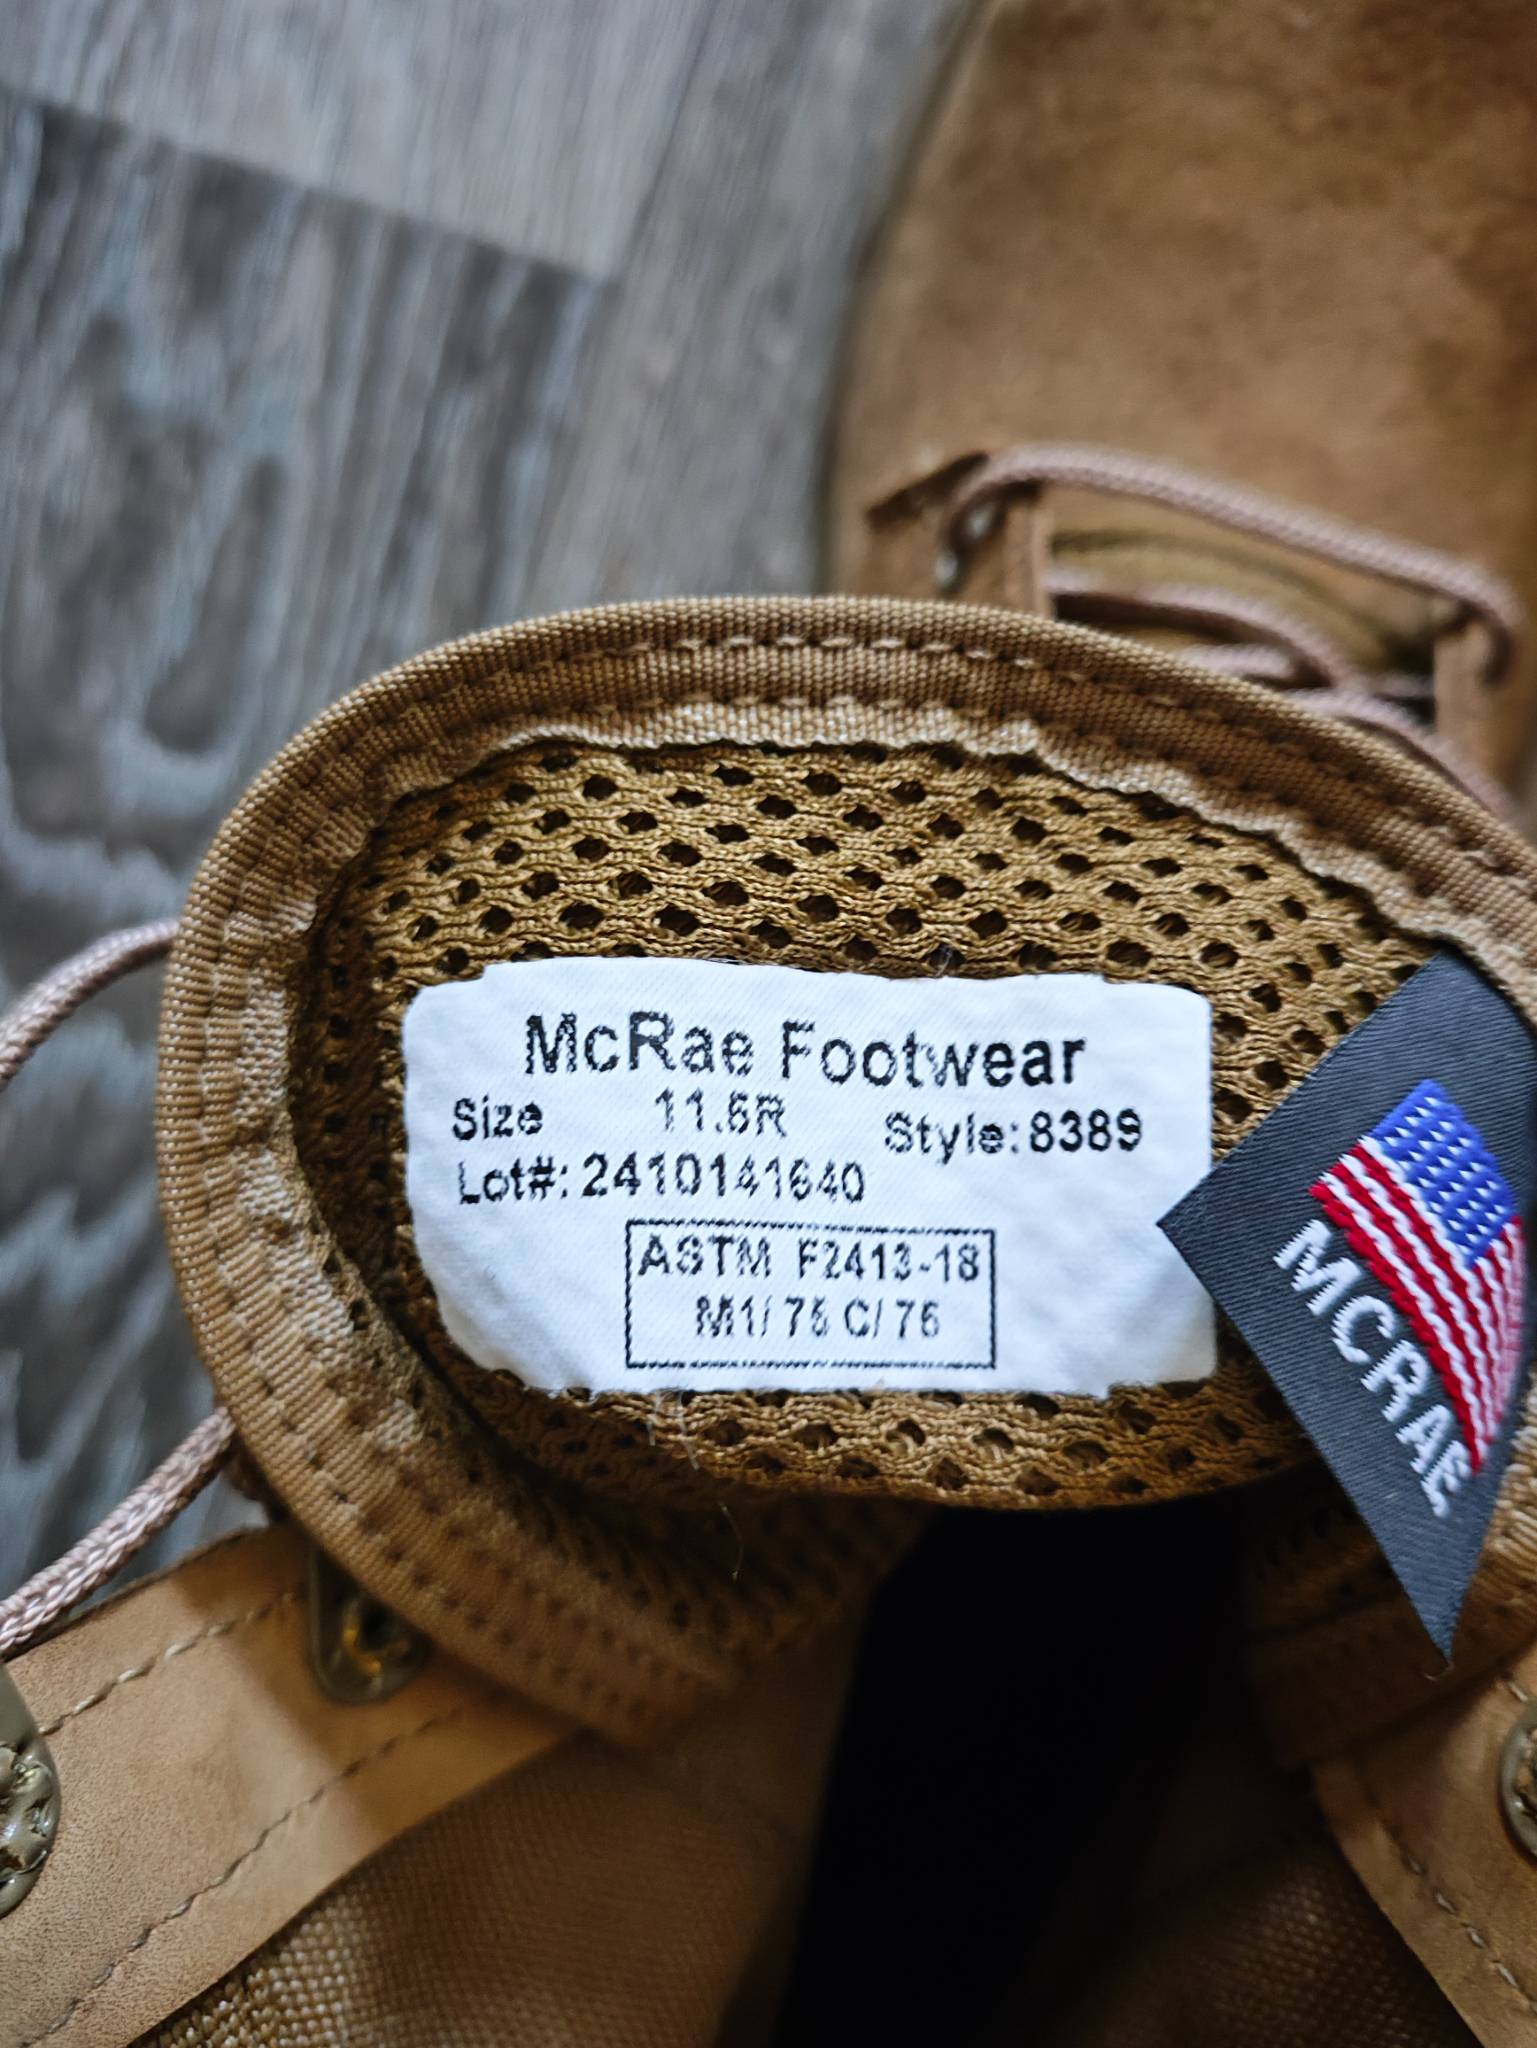 McRae Footwear
Size 11.5R Style:8389
Lot#: 2410141640
ASTM F2413-18
M1/ 75 C/ 75
MCRAE